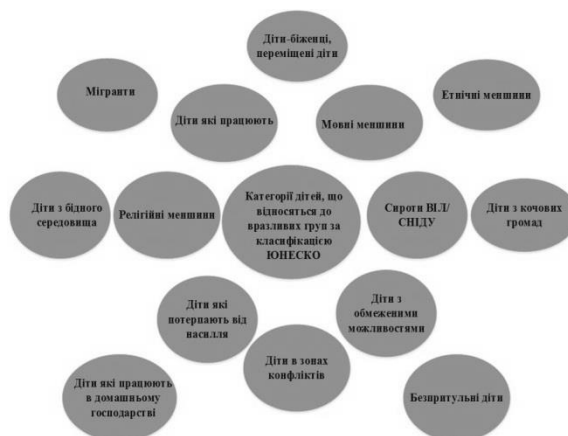 Діти-біженці,
переміщені діти
Мігранти
Етнічні меншини
Діти які працюють
Мовні меншини
Діти з бідного
середовища
Релігійні меншини
Категорії дітей, що
відносяться до
вразливих груп за
класифікацією
ЮНЕСКО
Сироти ВІЛ/
СНІДУ
Діти з кочових
громад
Діти які
потерпають від
насилля
Діти з
обмеженими
можливостями
Діти в зонах
конфліктів
Діти які працюють
в домашньому
господарстві
Безпритульні діти